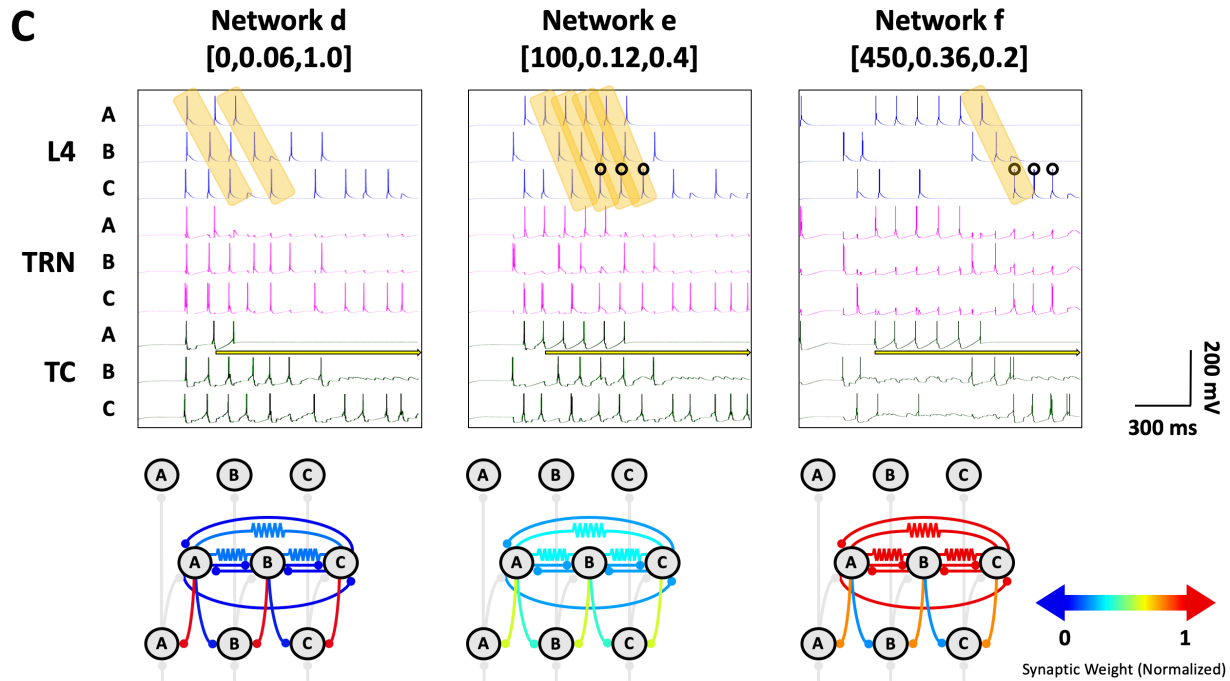 C
Network d
[0,0.06,1.0]
Network e
[100,0.12,0.4]
Network f
[450,0.36,0.2]
L4
A
B
C
TRN
A
B
C
TC
A
B
C
200 mV
300 ms
A B C
A B C
A B C
A B C
A B C
A B C
A B C
A B C
A B C
0 1
Synaptic Weight (Normalized)